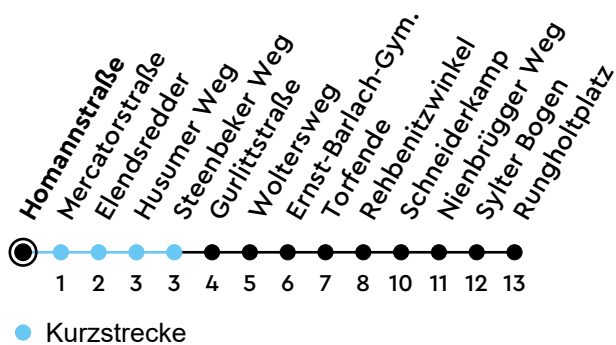 Homannstraße
Mercatorstraße
Elendsredder
Husumer Weg
Steenbeker Weg
Gurlittstraße
Woltersweg
Ernst-Barlach-Gym.
Torfende
Rehbenitzwinkel
Schneiderkamp
Nienbrügger Weg
Sylter Bogen
Rungholtplatz
1 2 3 3 4 5 6 7 8 10 11 12 13
Kurzstrecke